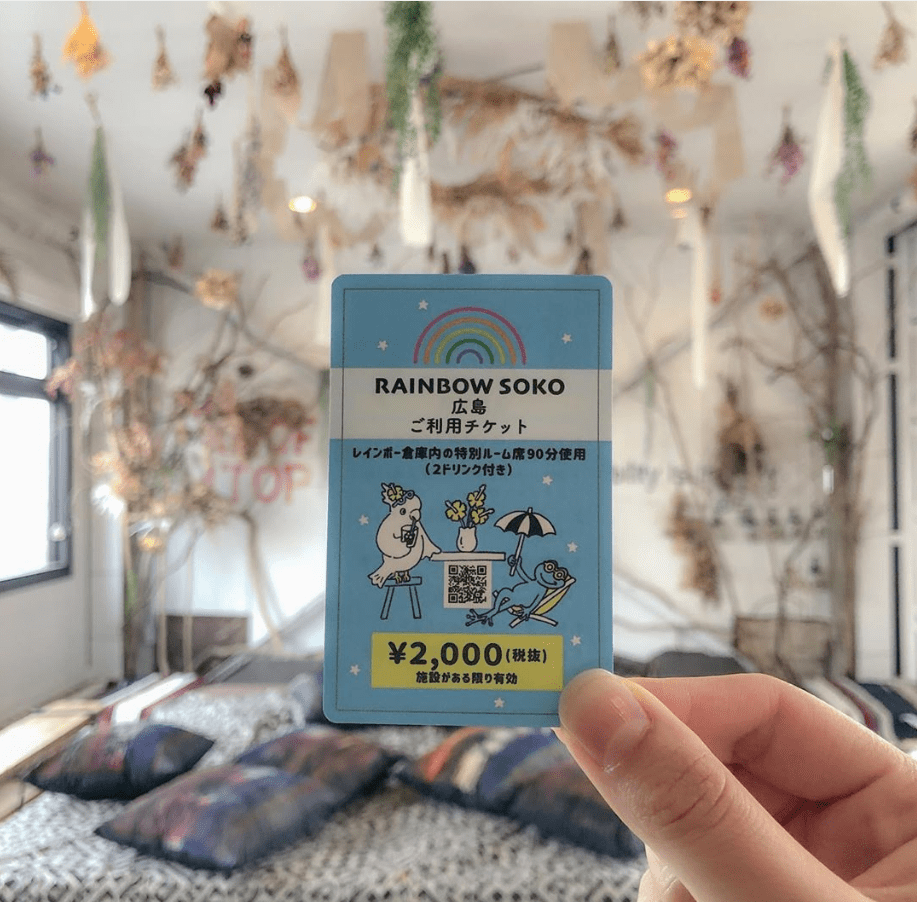 RAINBOW SOKO
広島
ご利用チケット
レインボー倉庫内の特別ルーム席90分使用
(2ドリンク付き)
¥2,000(税抜)
施設がある限り有効
TOP